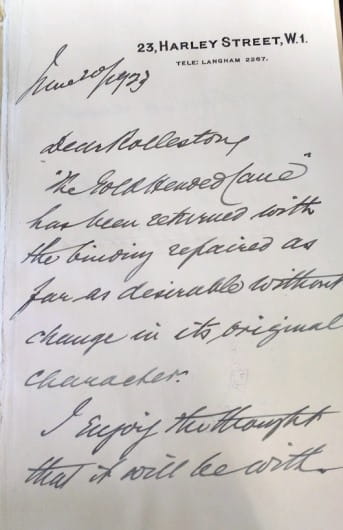 23, HARLEY STREET, W.1.
TELE: LANGHAM 2267.
June 20/1923
Dear Rolleston,
"The Gold Headed Cane"
has been returned with
the binding repaired as
far as desirable without
change in its original
character.
I enjoy the thought
that it will be with